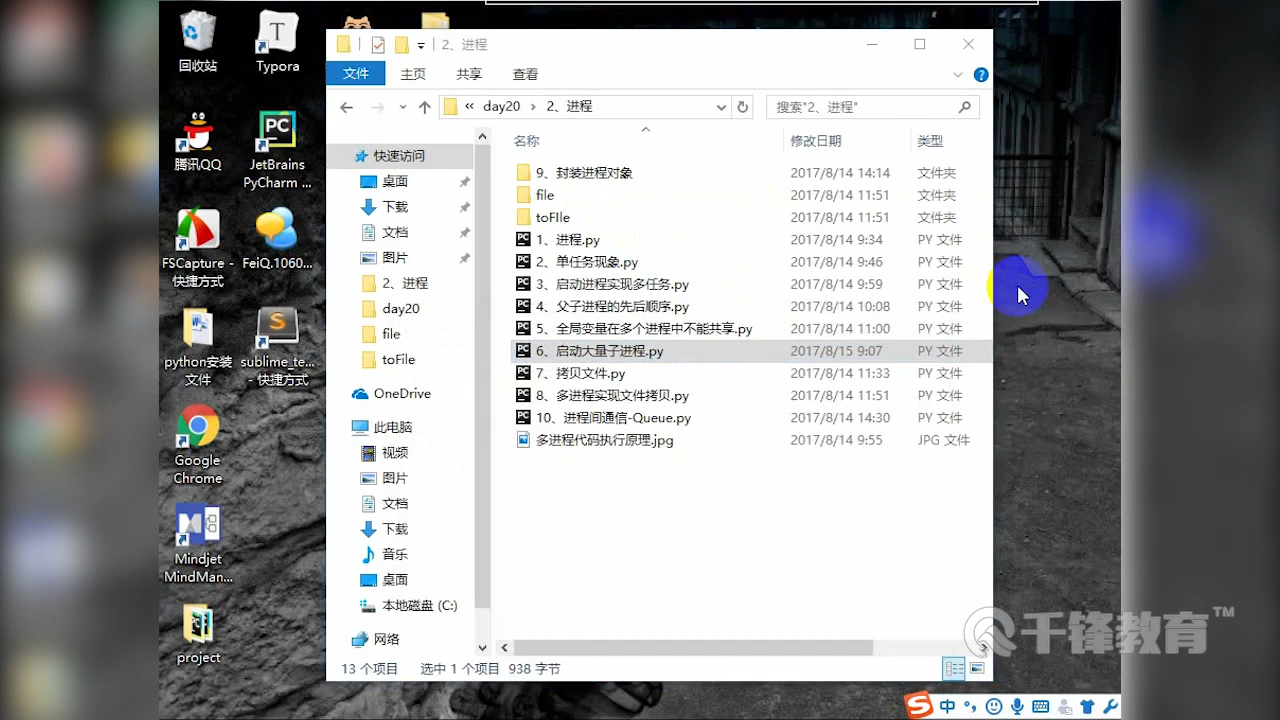 回收站
Typora
腾讯QQ
JetBrains
PyCharm ...
FSCapture -
快捷方式
FeiQ.1060...
python安装
文件
sublime_te...
- 快捷方式
Google
Chrome
Mindjet
MindMan...
project
2、进程
文件
主页
共享
查看
« day20 › 2、进程
搜索"2、进程"
快速访问
桌面
下载
文档
图片
2、进程
day20
file
toFile
OneDrive
此电脑
视频
图片
文档
下载
音乐
桌面
本地磁盘 (C:)
网络
名称 修改日期 类型
9、封装进程对象 2017/8/14 14:14 文件夹
file 2017/8/14 11:51 文件夹
toFIle 2017/8/14 11:51 文件夹
1、进程.py 2017/8/14 9:34 PY 文件
2、单任务现象.py 2017/8/14 9:46 PY 文件
3、启动进程实现多任务.py 2017/8/14 9:59 PY 文件
4、父子进程的先后顺序.py 2017/8/14 10:08 PY 文件
5、全局变量在多个进程中不能共享.py 2017/8/14 11:00 PY 文件
6、启动大量子进程.py 2017/8/15 9:07 PY 文件
7、拷贝文件.py 2017/8/14 11:33 PY 文件
8、多进程实现文件拷贝.py 2017/8/14 11:51 PY 文件
10、进程间通信-Queue.py 2017/8/14 14:30 PY 文件
多进程代码执行原理.jpg 2017/8/14 9:55 JPG 文件
13 个项目 选中 1 个项目 938 字节
千锋教育™
中